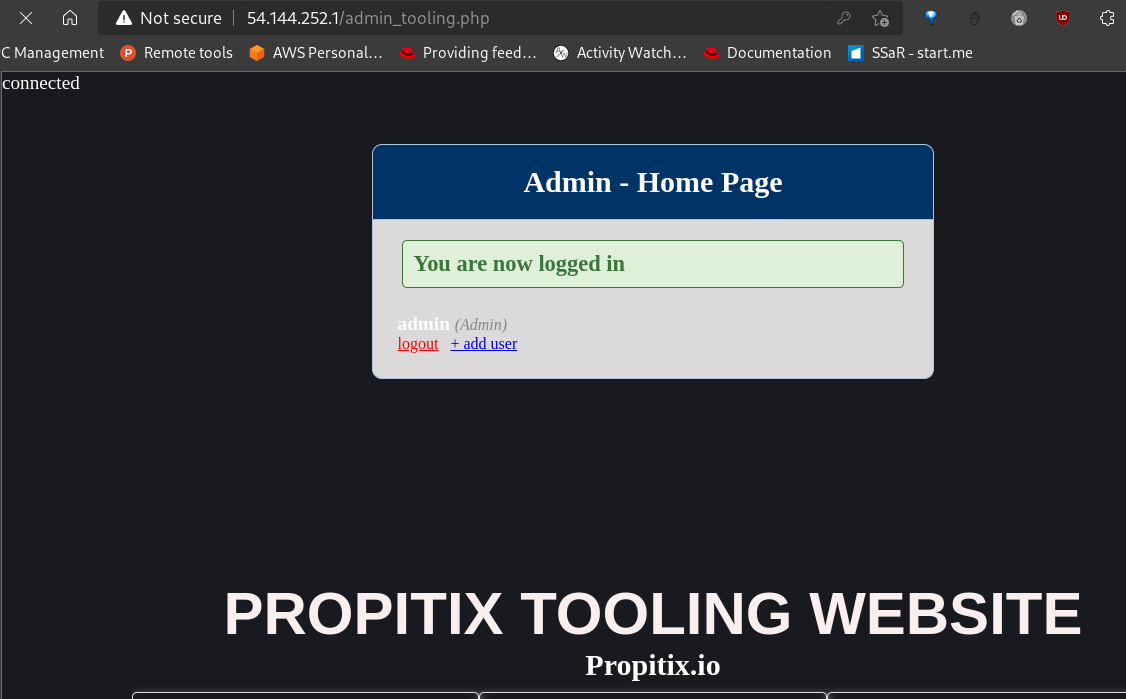 Not secure 54.144.252.1/admin_tooling.php
C Management Remote tools AWS Personal... Providing feed... Activity Watch... Documentation SSaR - start.me
connected
Admin - Home Page
You are now logged in
admin (Admin)
logout + add user
PROPITIX TOOLING WEBSITE
Propitix.io